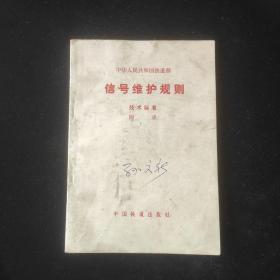 中华人民共和国铁道部
信号维护规则
技术标准
附录
中国铁道出版社